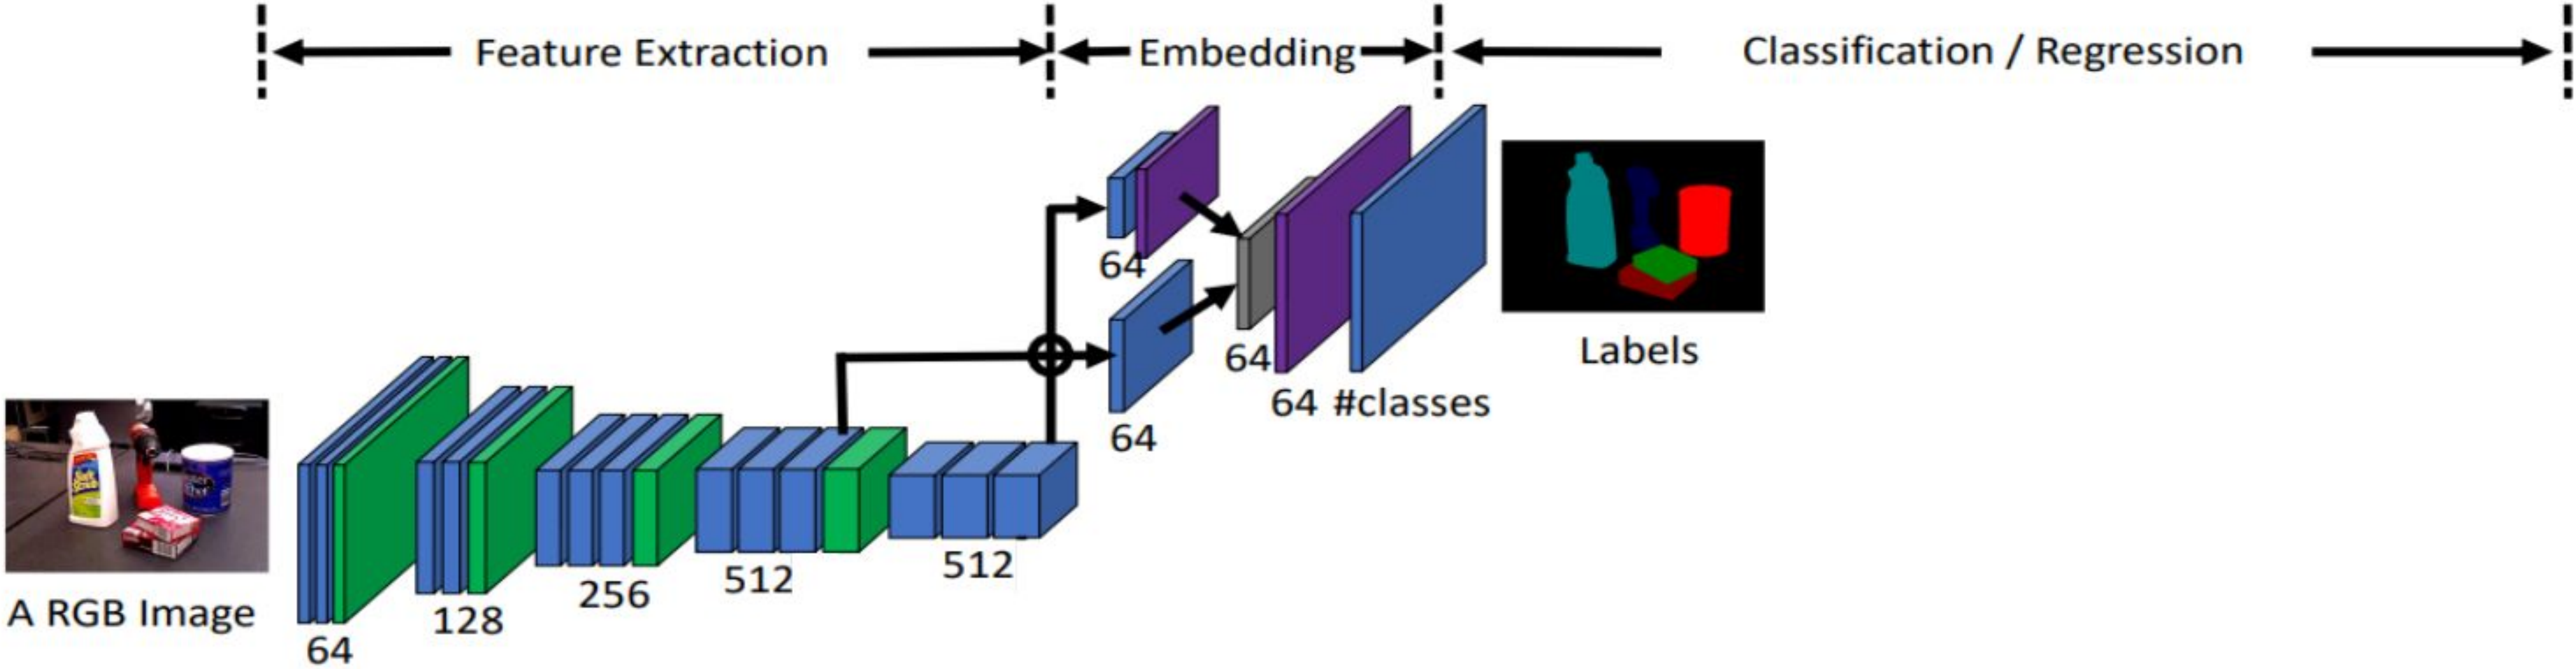 Feature Extraction
Embedding
Classification / Regression
64
64
64
64 #classes
Labels
A RGB Image
64
128
256
512
512